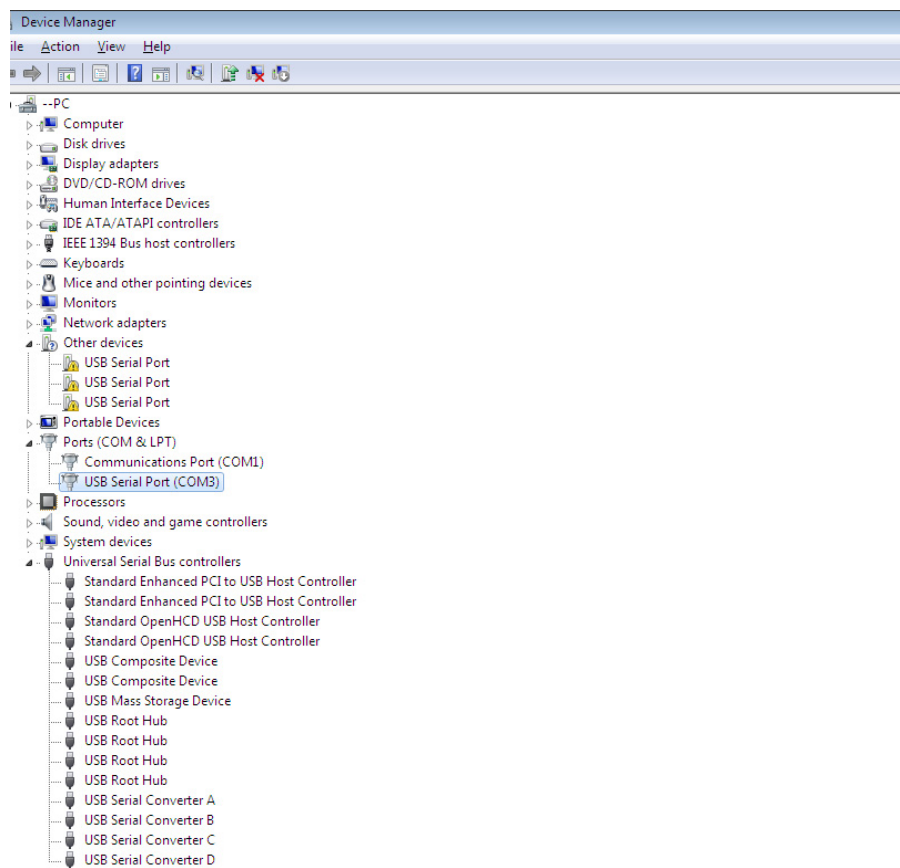 Device Manager
ile Action View Help
--PC
Computer
Disk drives
Display adapters
DVD/CD-ROM drives
Human Interface Devices
IDE ATA/ATAPI controllers
IEEE 1394 Bus host controllers
Keyboards
Mice and other pointing devices
Monitors
Network adapters
Other devices
USB Serial Port
USB Serial Port
USB Serial Port
Portable Devices
Ports (COM & LPT)
Communications Port (COM1)
USB Serial Port (COM3)
Processors
Sound, video and game controllers
System devices
Universal Serial Bus controllers
Standard Enhanced PCI to USB Host Controller
Standard Enhanced PCI to USB Host Controller
Standard OpenHCD USB Host Controller
Standard OpenHCD USB Host Controller
USB Composite Device
USB Composite Device
USB Mass Storage Device
USB Root Hub
USB Root Hub
USB Root Hub
USB Root Hub
USB Serial Converter A
USB Serial Converter B
USB Serial Converter C
USB Serial Converter D